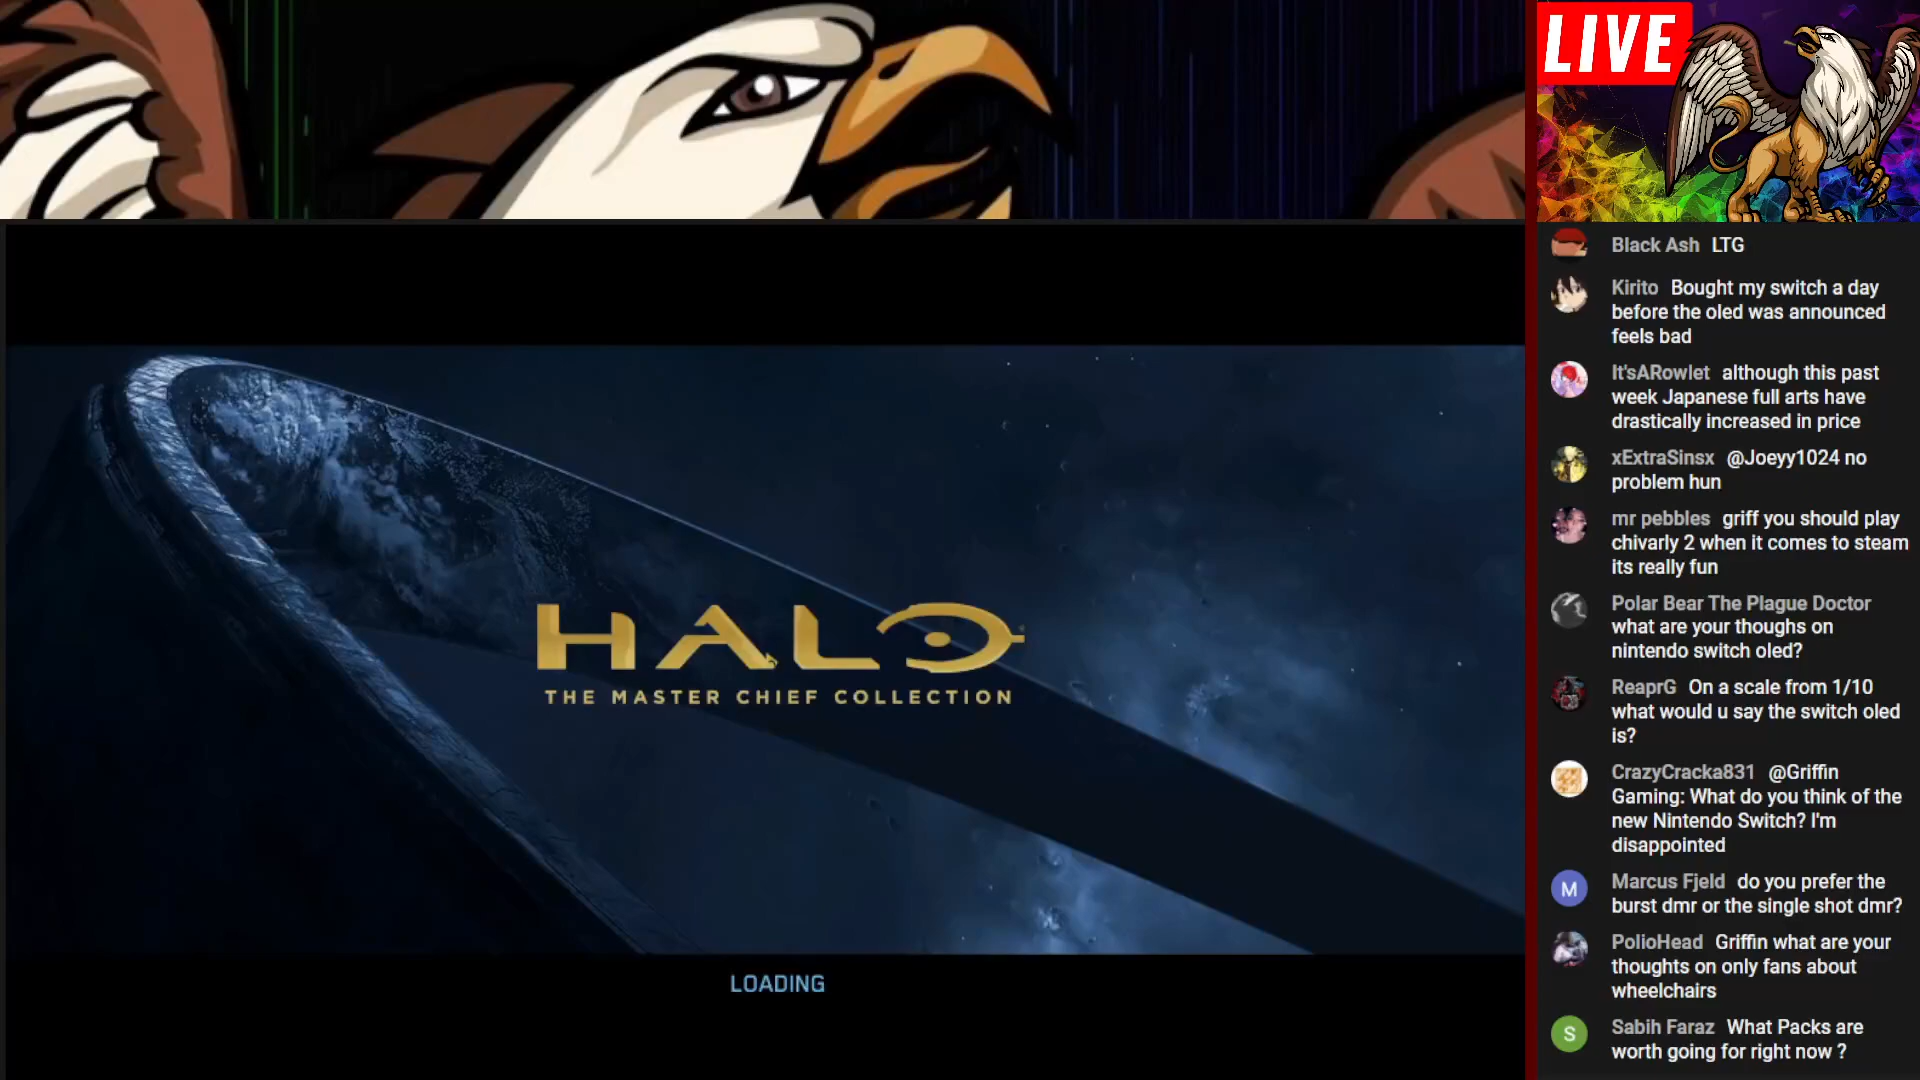 LIVE
Black Ash LTG
Kirito Bought my switch a day
before the oled was announced
feels bad
It'sARowlet although this past
week Japanese full arts have
drastically increased in price
xExtraSinsx @Joeyy1024 no
problem hun
mr pebbles griff you should play
chivarly 2 when it comes to steam
its really fun
Polar Bear The Plague Doctor
what are your thoughs on
nintendo switch oled?
ReaprG On a scale from 1/10
what would u say the switch oled
is?
CrazyCracka831 @Griffin
Gaming: What do you think of the
new Nintendo Switch? I'm
disappointed
M
Marcus Fjeld do you prefer the
burst dmr or the single shot dmr?
PolioHead Griffin what are your
thoughts on only fans about
wheelchairs
S
Sabih Faraz What Packs are
worth going for right now ?
HALO
THE MASTER CHIEF COLLECTION
LOADING